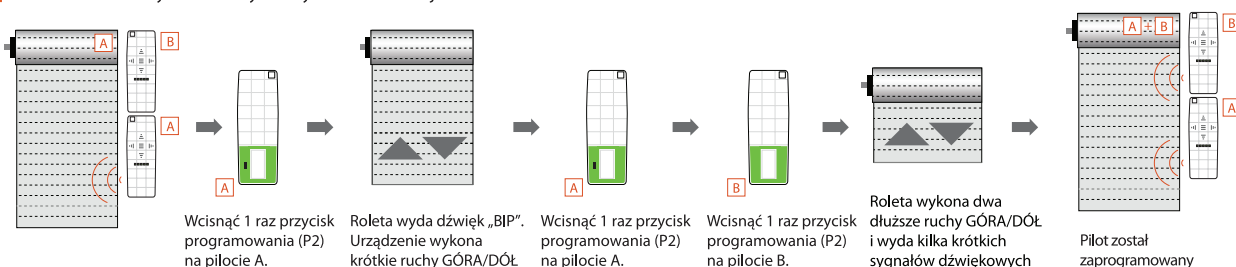 A
B
A
A
Wcisnąć 1 raz przycisk
programowania (P2)
na pilocie A.
Roleta wyda dźwięk „BIP”.
Urządzenie wykona
krótkie ruchy GÓRA/DÓŁ
A
Wcisnąć 1 raz przycisk
programowania (P2)
na pilocie A.
B
Wcisnąć 1 raz przycisk
programowania (P2)
na pilocie B.
Roleta wykona dwa
dłuższe ruchy GÓRA/DÓŁ
i wyda kilka krótkich
sygnałów dźwiękowych
A + B
B
A
Pilot został
zaprogramowany